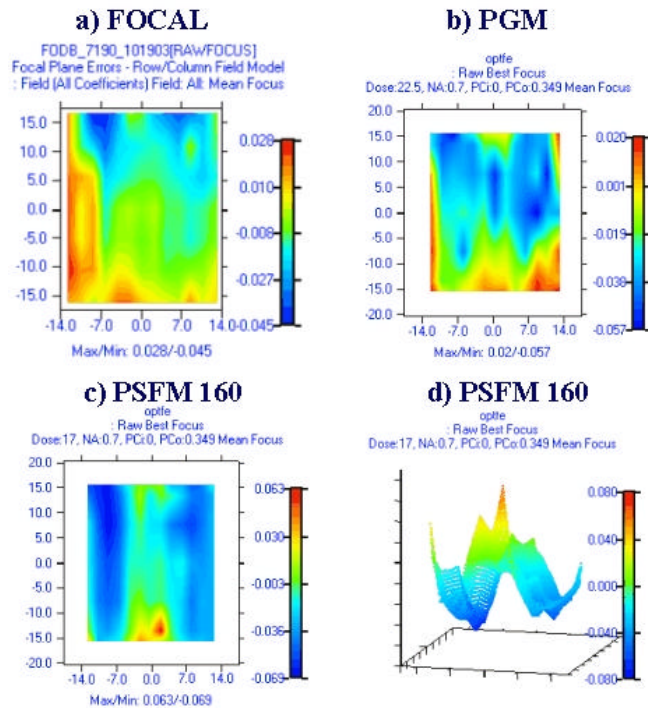 a) FOCAL
FODB_7190_101903[RAWFOCUS]
Focal Plane Errors - Row/Column Field Model
: Field (All Coefficients) Field: All: Mean Focus
15.0
10.0
5.0
0.0
-5.0
-10.0
-15.0
-14.0 -7.0 0.0 7.0 14.0
0.028
0.010
-0.008
-0.027
-0.045
Max/Min: 0.028/-0.045
b) PGM
optfe
: Raw Best Focus
Dose:22.5, NA:0.7, PCi:0, PCo:0.349 Mean Focus
20.0
15.0
10.0
5.0
0.0
-5.0
-10.0
-15.0
-20.0
-14.0 -7.0 0.0 7.0 14.0
0.020
0.001
-0.019
-0.038
-0.057
Max/Min: 0.02/-0.057
c) PSFM 160
optfe
: Raw Best Focus
Dose:17, NA:0.7, PCi:0, PCo:0.349 Mean Focus
20.0
15.0
10.0
5.0
0.0
-5.0
-10.0
-15.0
-20.0
-14.0 -7.0 0.0 7.0 14.0
0.063
0.030
-0.003
-0.036
-0.069
Max/Min: 0.063/-0.069
d) PSFM 160
optfe
: Raw Best Focus
Dose:17, NA:0.7, PCi:0, PCo:0.349 Mean Focus
0.080
0.040
0.000
-0.040
-0.080